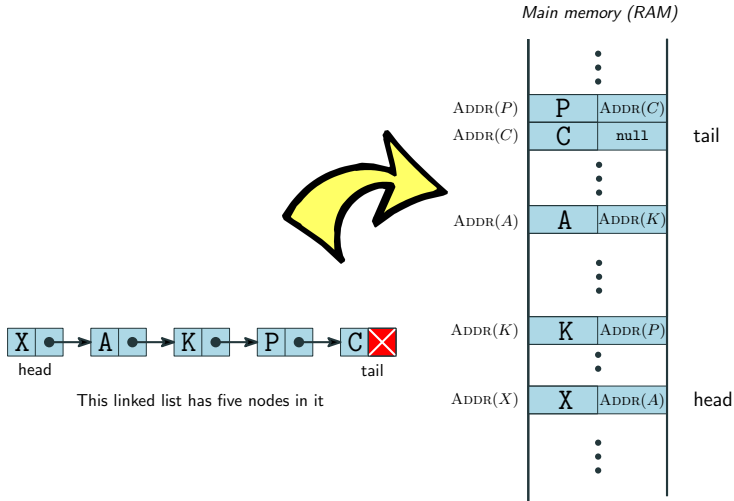 Main memory (RAM)
ADDR(P) P ADDR(C)
ADDR(C) C null tail
ADDR(A) A ADDR(K)
X A K P C
head tail
This linked list has five nodes in it
ADDR(K) K ADDR(P)
ADDR(X) X ADDR(A) head